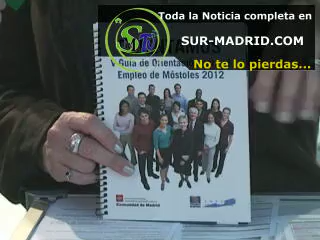 Toda la Noticia completa en
SUR-MADRID.COM
No te lo pierdas...
Guía de Orientación
Empleo de Móstoles 2012
Comunidad de Madrid